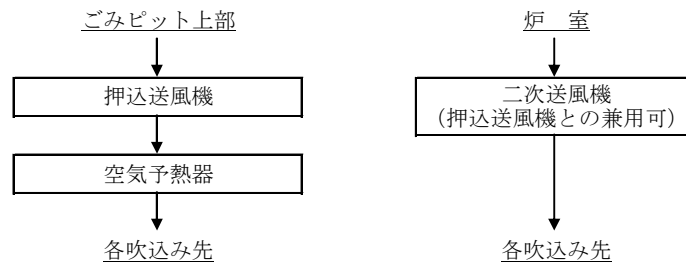 ごみピット上部
押込送風機
空気予熱器
各吹込み先
炉　室
二次送風機
（押込送風機との兼用可）
各吹込み先